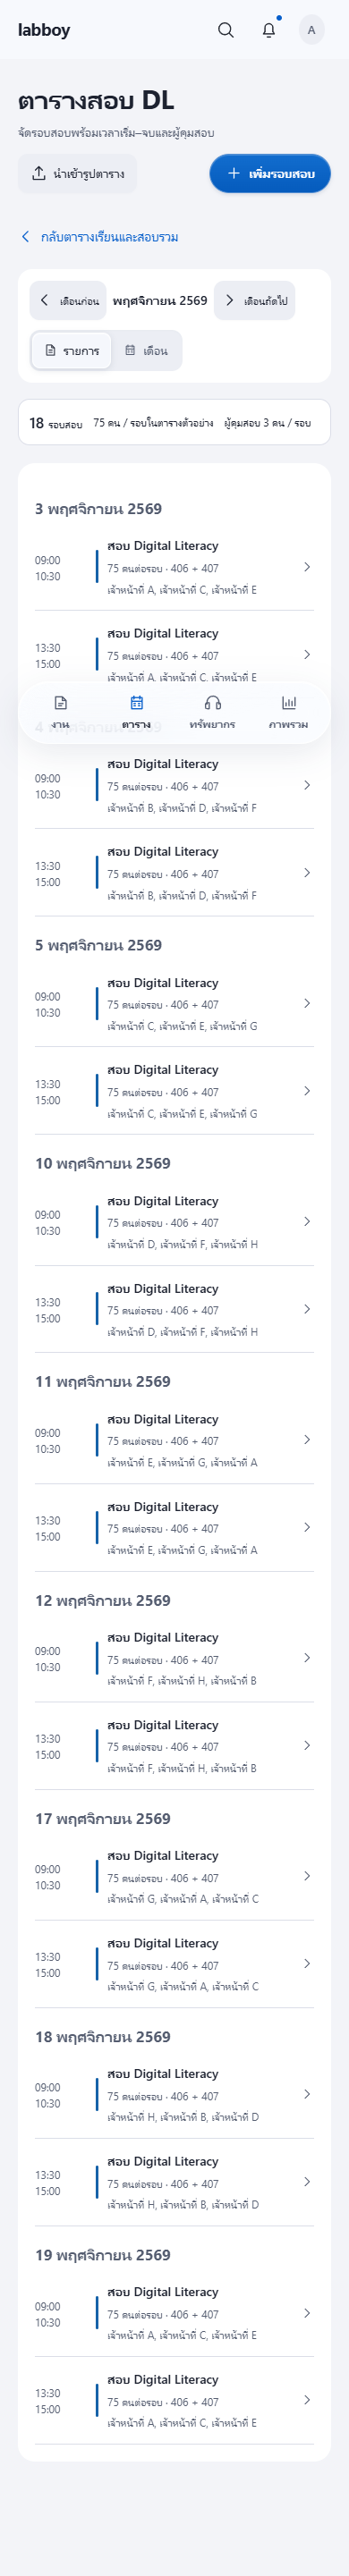 labboy
A
ตารางสอบ DL
จัดรอบสอบพร้อมเวลาเริ่ม–จบและผู้คุมสอบ
นำเข้ารูปตาราง
เพิ่มรอบสอบ
กลับตารางเรียนและสอบรวม
เดือนก่อน
พฤศจิกายน 2569
เดือนถัดไป
รายการ
เดือน
18 รอบสอบ 75 คน / รอบในตารางตัวอย่าง ผู้คุมสอบ 3 คน / รอบ
3 พฤศจิกายน 2569
09:00
10:30
สอบ Digital Literacy
75 คนต่อรอบ · 406 + 407
เจ้าหน้าที่ A, เจ้าหน้าที่ C, เจ้าหน้าที่ E
13:30
15:00
สอบ Digital Literacy
75 คนต่อรอบ · 406 + 407
เจ้าหน้าที่ A, เจ้าหน้าที่ C, เจ้าหน้าที่ E
งาน
ตาราง
ทรัพยากร
ภาพรวม
4 พฤศจิกายน 2569
09:00
10:30
สอบ Digital Literacy
75 คนต่อรอบ · 406 + 407
เจ้าหน้าที่ B, เจ้าหน้าที่ D, เจ้าหน้าที่ F
13:30
15:00
สอบ Digital Literacy
75 คนต่อรอบ · 406 + 407
เจ้าหน้าที่ B, เจ้าหน้าที่ D, เจ้าหน้าที่ F
5 พฤศจิกายน 2569
09:00
10:30
สอบ Digital Literacy
75 คนต่อรอบ · 406 + 407
เจ้าหน้าที่ C, เจ้าหน้าที่ E, เจ้าหน้าที่ G
13:30
15:00
สอบ Digital Literacy
75 คนต่อรอบ · 406 + 407
เจ้าหน้าที่ C, เจ้าหน้าที่ E, เจ้าหน้าที่ G
10 พฤศจิกายน 2569
09:00
10:30
สอบ Digital Literacy
75 คนต่อรอบ · 406 + 407
เจ้าหน้าที่ D, เจ้าหน้าที่ F, เจ้าหน้าที่ H
13:30
15:00
สอบ Digital Literacy
75 คนต่อรอบ · 406 + 407
เจ้าหน้าที่ D, เจ้าหน้าที่ F, เจ้าหน้าที่ H
11 พฤศจิกายน 2569
09:00
10:30
สอบ Digital Literacy
75 คนต่อรอบ · 406 + 407
เจ้าหน้าที่ E, เจ้าหน้าที่ G, เจ้าหน้าที่ A
13:30
15:00
สอบ Digital Literacy
75 คนต่อรอบ · 406 + 407
เจ้าหน้าที่ E, เจ้าหน้าที่ G, เจ้าหน้าที่ A
12 พฤศจิกายน 2569
09:00
10:30
สอบ Digital Literacy
75 คนต่อรอบ · 406 + 407
เจ้าหน้าที่ F, เจ้าหน้าที่ H, เจ้าหน้าที่ B
13:30
15:00
สอบ Digital Literacy
75 คนต่อรอบ · 406 + 407
เจ้าหน้าที่ F, เจ้าหน้าที่ H, เจ้าหน้าที่ B
17 พฤศจิกายน 2569
09:00
10:30
สอบ Digital Literacy
75 คนต่อรอบ · 406 + 407
เจ้าหน้าที่ G, เจ้าหน้าที่ A, เจ้าหน้าที่ C
13:30
15:00
สอบ Digital Literacy
75 คนต่อรอบ · 406 + 407
เจ้าหน้าที่ G, เจ้าหน้าที่ A, เจ้าหน้าที่ C
18 พฤศจิกายน 2569
09:00
10:30
สอบ Digital Literacy
75 คนต่อรอบ · 406 + 407
เจ้าหน้าที่ H, เจ้าหน้าที่ B, เจ้าหน้าที่ D
13:30
15:00
สอบ Digital Literacy
75 คนต่อรอบ · 406 + 407
เจ้าหน้าที่ H, เจ้าหน้าที่ B, เจ้าหน้าที่ D
19 พฤศจิกายน 2569
09:00
10:30
สอบ Digital Literacy
75 คนต่อรอบ · 406 + 407
เจ้าหน้าที่ A, เจ้าหน้าที่ C, เจ้าหน้าที่ E
13:30
15:00
สอบ Digital Literacy
75 คนต่อรอบ · 406 + 407
เจ้าหน้าที่ A, เจ้าหน้าที่ C, เจ้าหน้าที่ E